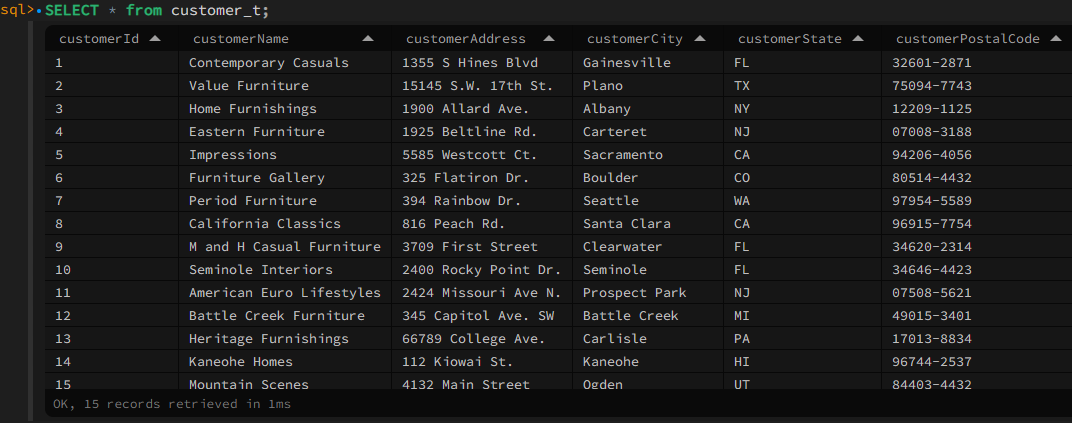 sql> SELECT * from customer_t;
customerId customerName customerAddress customerCity customerState customerPostalCode
1 Contemporary Casuals 1355 S Hines Blvd Gainesville FL 32601-2871
2 Value Furniture 15145 S.W. 17th St. Plano TX 75094-7743
3 Home Furnishings 1900 Allard Ave. Albany NY 12209-1125
4 Eastern Furniture 1925 Beltline Rd. Carteret NJ 07008-3188
5 Impressions 5585 Westcott Ct. Sacramento CA 94206-4056
6 Furniture Gallery 325 Flatiron Dr. Boulder CO 80514-4432
7 Period Furniture 394 Rainbow Dr. Seattle WA 97954-5589
8 California Classics 816 Peach Rd. Santa Clara CA 96915-7754
9 M and H Casual Furniture 3709 First Street Clearwater FL 34620-2314
10 Seminole Interiors 2400 Rocky Point Dr. Seminole FL 34646-4423
11 American Euro Lifestyles 2424 Missouri Ave N. Prospect Park NJ 07508-5621
12 Battle Creek Furniture 345 Capitol Ave. SW Battle Creek MI 49015-3401
13 Heritage Furnishings 66789 College Ave. Carlisle PA 17013-8834
14 Kaneohe Homes 112 Kiowai St. Kaneohe HI 96744-2537
15 Mountain Scenes 4132 Main Street Ogden UT 84403-4432
OK, 15 records retrieved in 1ms